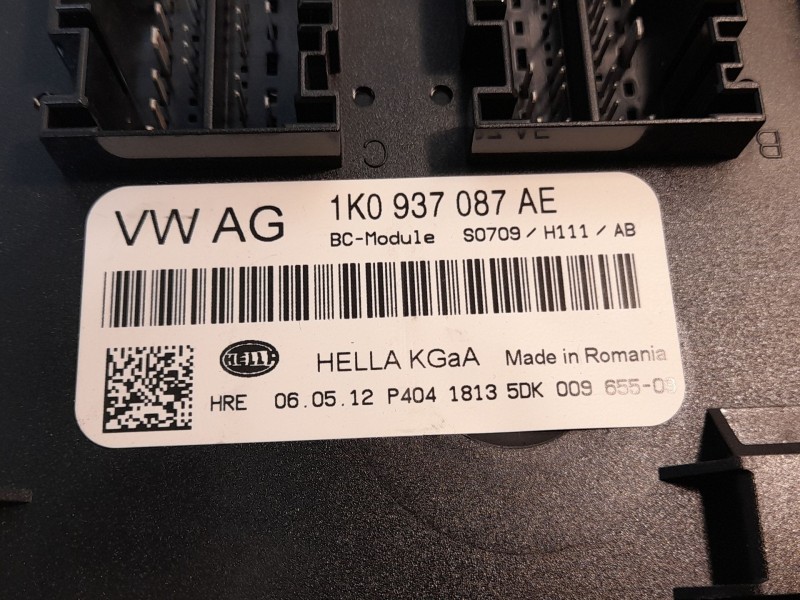 C
B
VW AG
1K0 937 087 AE
BC-Module S0709/H111/AB
HELLA
HELLA KGaA Made in Romania
HRE 06.05.12 P404 1813 5DK 009 655-0